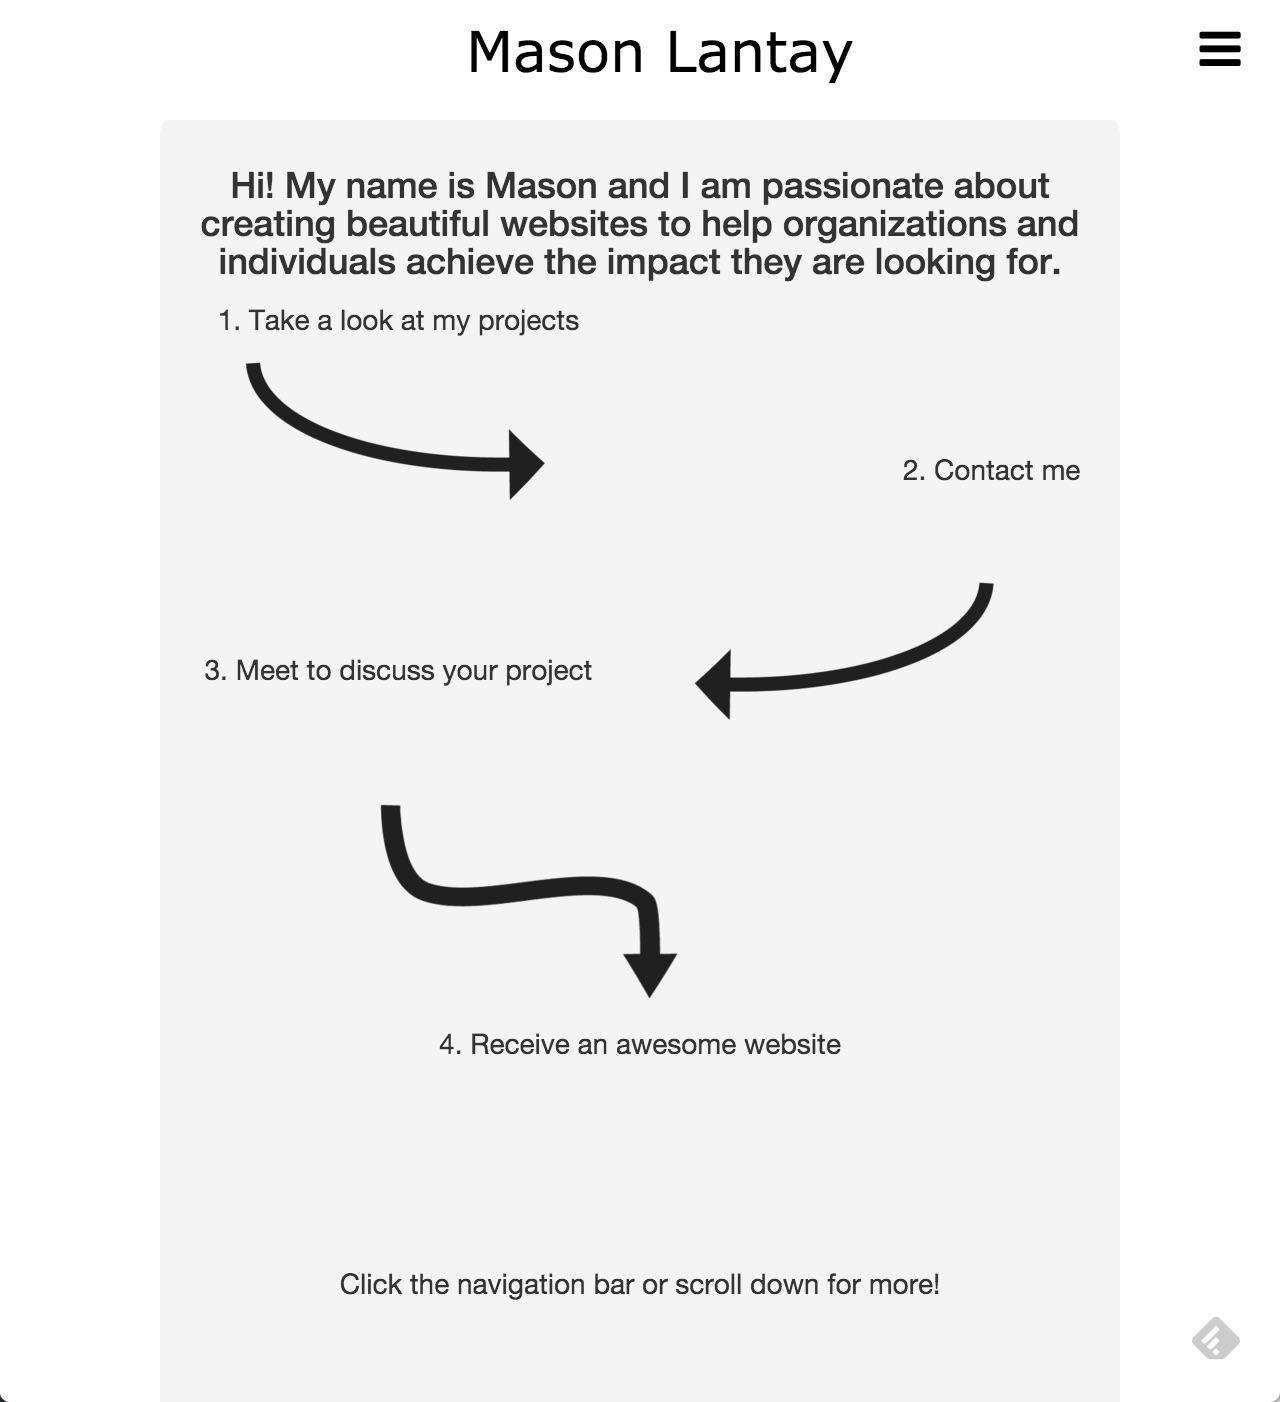 Mason Lantay
Hi! My name is Mason and I am passionate about
creating beautiful websites to help organizations and
individuals achieve the impact they are looking for.
1. Take a look at my projects
2. Contact me
3. Meet to discuss your project
4. Receive an awesome website
Click the navigation bar or scroll down for more!